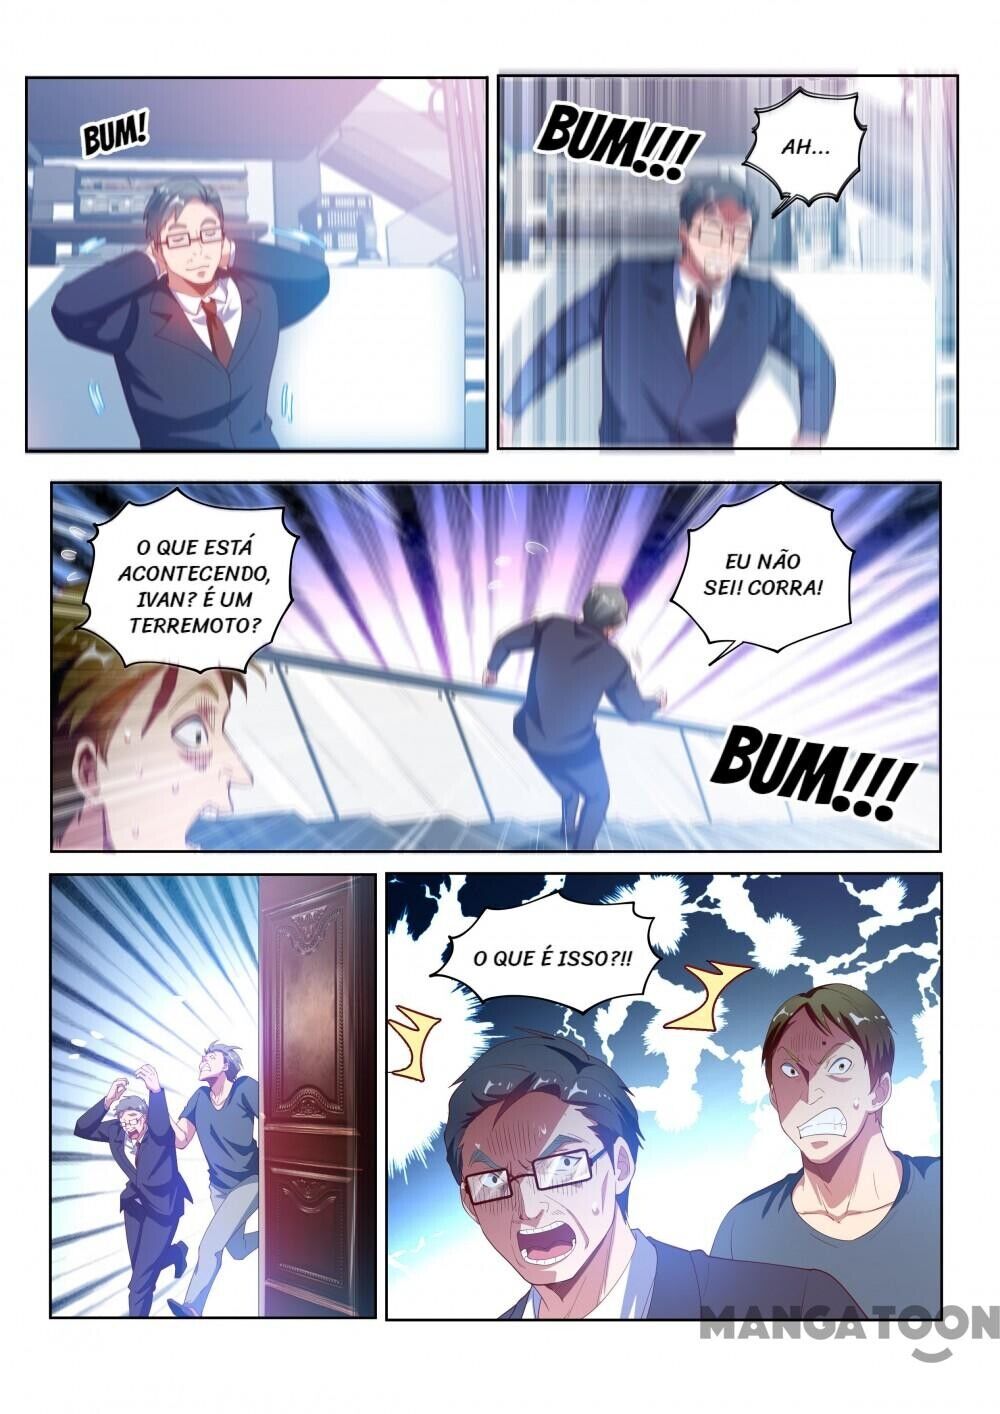 BUM!
BUM!!!
AH...
O QUE ESTÁ
ACONTECENDO,
IVAN? É UM
TERREMOTO?
EU NÃO
SEI! CORRA!
BUM!!!
O QUE É ISSO?!!
MANGATOON